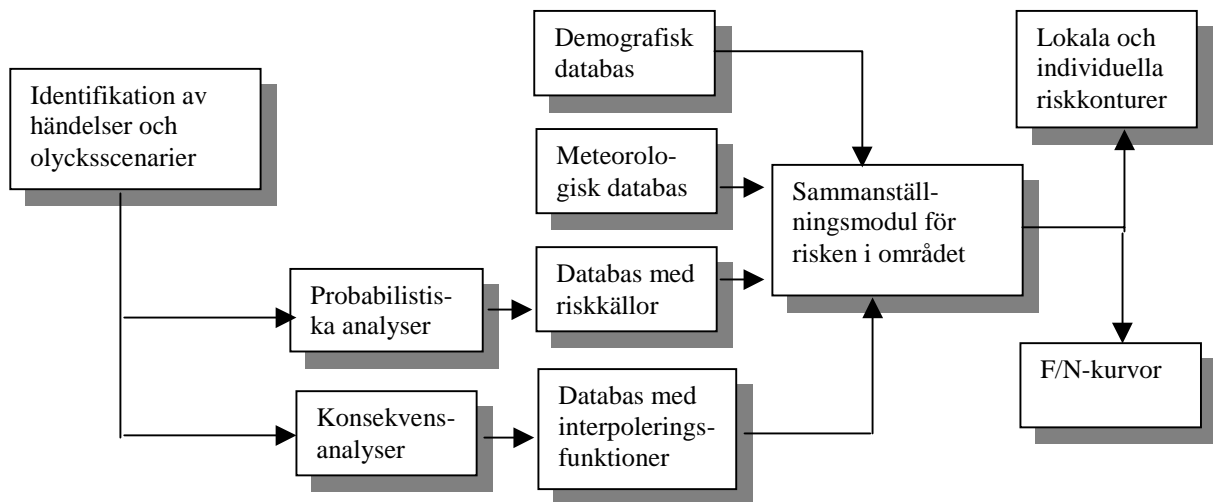 Identifikation av
händelser och
olycksscenarier
Probabilistis-
ka analyser
Konsekvens-
analyser
Demografisk
databas
Meteorolo-
gisk databas
Databas med
riskkällor
Databas med
interpolerings-
funktioner
Sammanställ-
ningsmodul för
risken i området
Lokala och
individuella
riskkonturer
F/N-kurvor